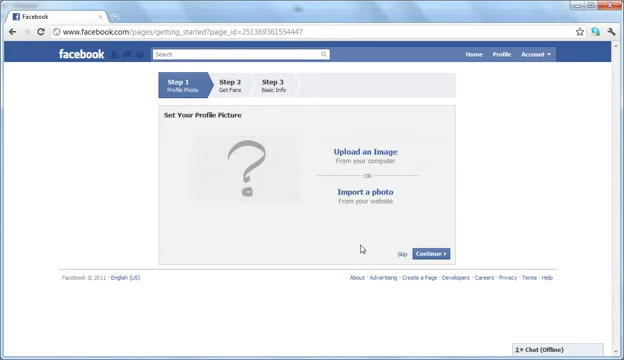 Facebook
www.facebook.com/pages/getting_started?page_id=251369361554447
facebook Search Home Profile Account
Step 1 Step 2 Step 3
Profile Photo Get Fans Basic Info
Set Your Profile Picture
?
Upload an Image
From your computer
OR
Import a photo
From your website
Skip Continue
Facebook © 2011 · English (US) About · Advertising · Create a Page · Developers · Careers · Privacy · Terms · Help
Chat (Offline)